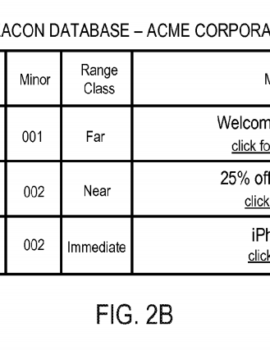 ACON DATABASE – ACME CORPORA
Minor Range Class M
001 Far Welcom
click fo
002 Near 25% off
click
002 Immediate iPh
click
FIG. 2B